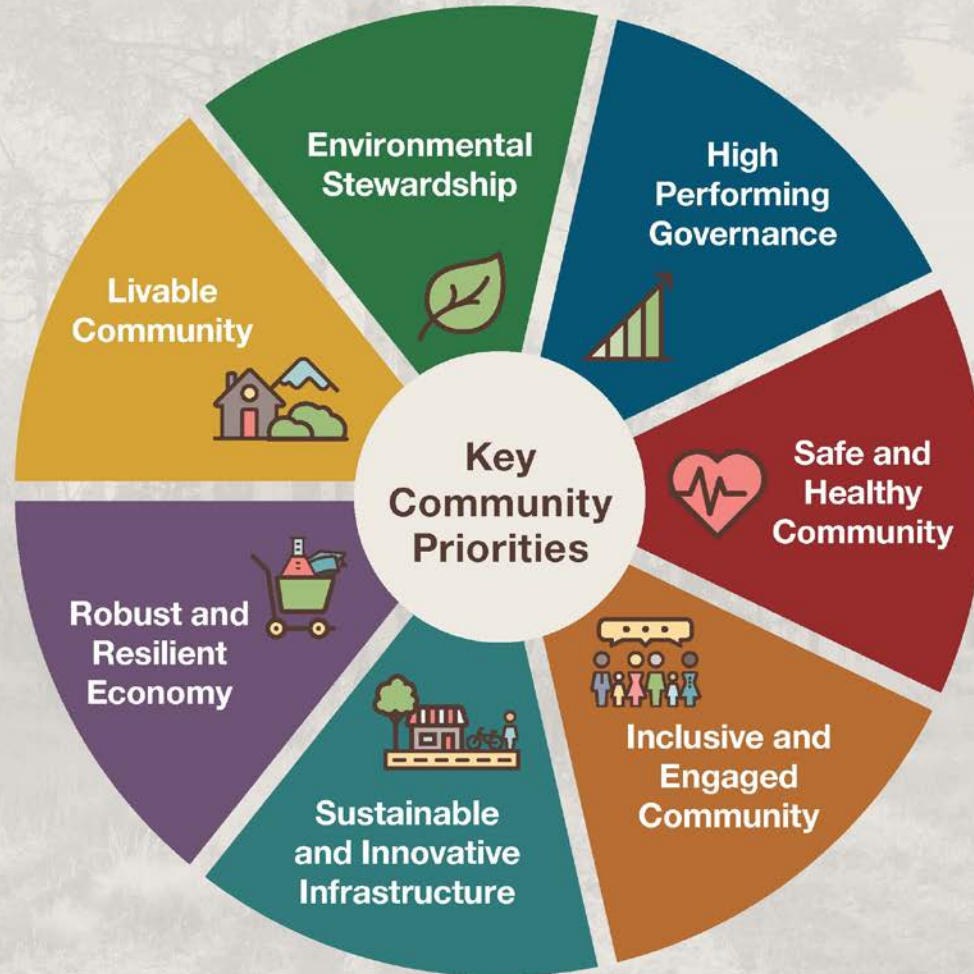 Key
Community
Priorities
Environmental
Stewardship
High
Performing
Governance
Safe and
Healthy
Community
Inclusive and
Engaged
Community
Sustainable
and Innovative
Infrastructure
Robust and
Resilient
Economy
Livable
Community